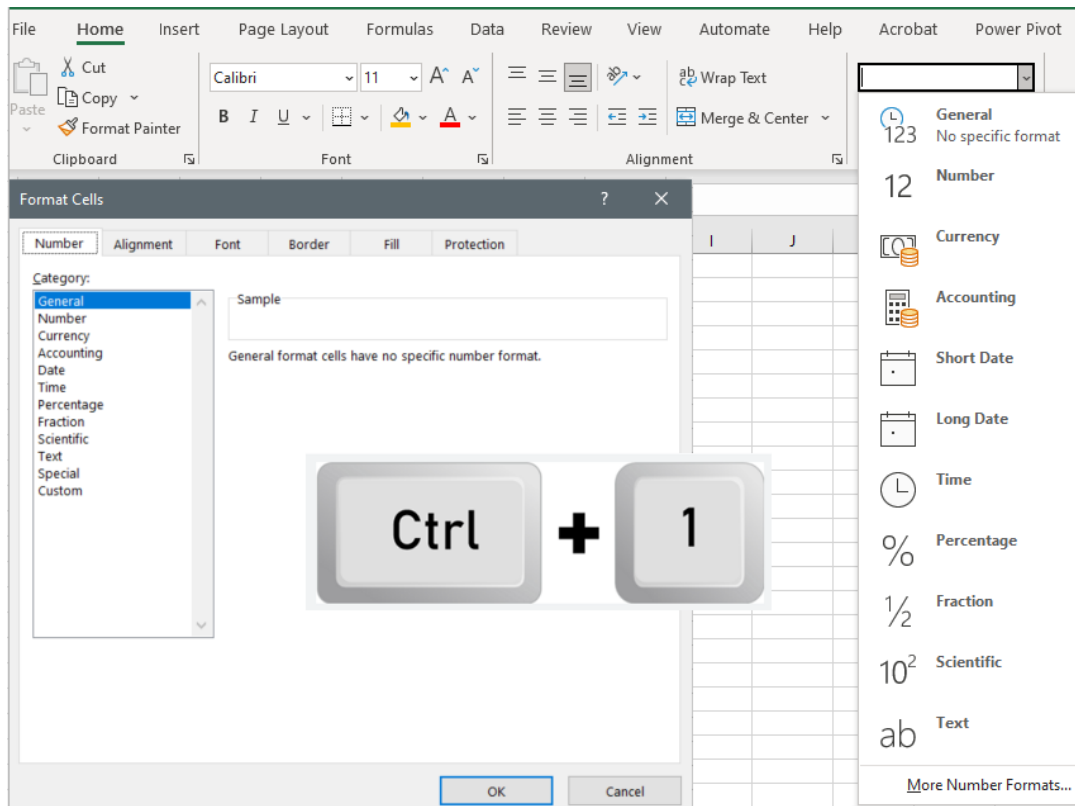 File Home Insert Page Layout Formulas Data Review View Automate Help Acrobat Power Pivot
Paste
Cut
Copy
Format Painter
Clipboard
Calibri 11 A A
B I U A
Font
ab Wrap Text
c
Merge & Center
Alignment
Format Cells ? ×
Number Alignment Font Border Fill Protection
Category:
General
Number
Currency
Accounting
Date
Time
Percentage
Fraction
Scientific
Text
Special
Custom
Sample
General format cells have no specific number format.
Ctrl + 1
OK Cancel
I J
123 General
No specific format
12 Number
Currency
Accounting
Short Date
Long Date
Time
% Percentage
½ Fraction
10² Scientific
ab Text
More Number Formats...